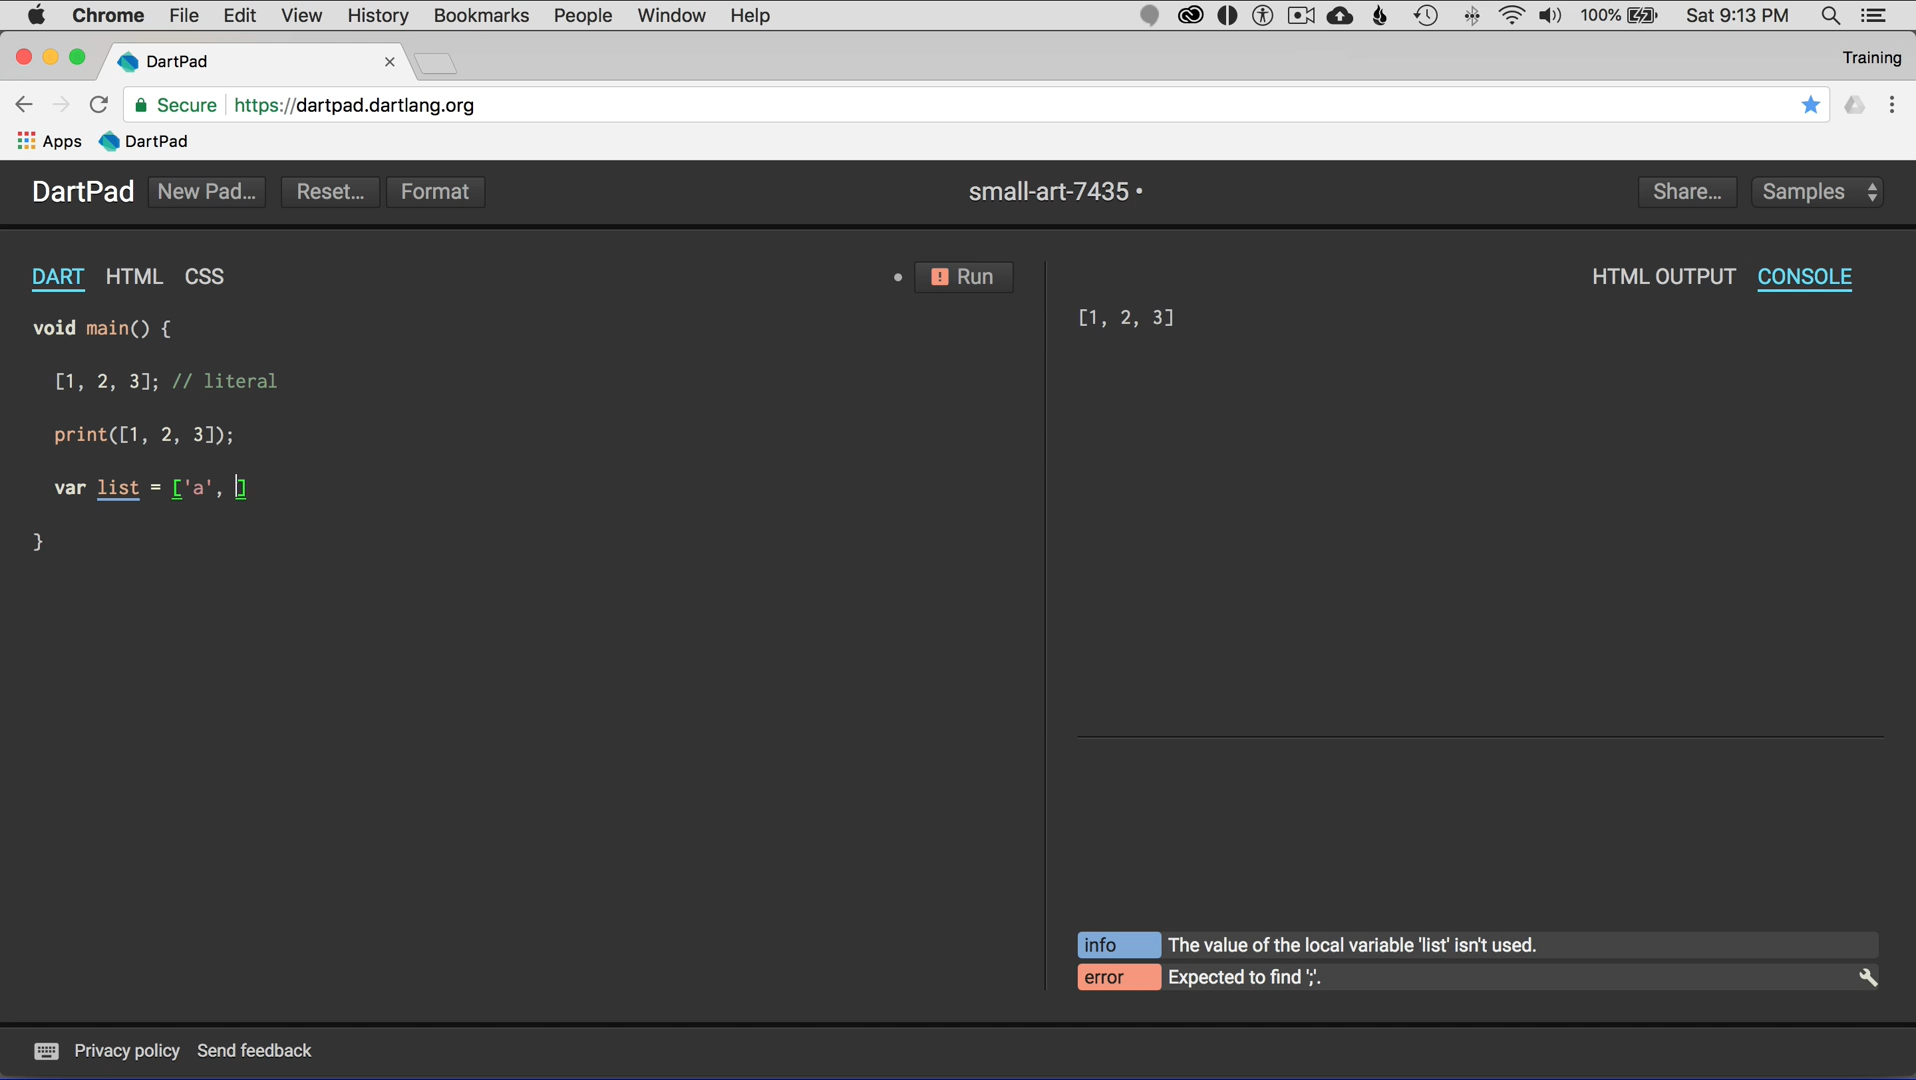 Chrome File Edit View History Bookmarks People Window Help 100% Sat 9:13 PM
DartPad Training
Secure https://dartpad.dartlang.org
Apps DartPad
DartPad New Pad... Reset... Format small-art-7435 • Share... Samples
DART HTML CSS Run HTML OUTPUT CONSOLE
void main() {
[1, 2, 3]
[1, 2, 3]; // literal
print([1, 2, 3]);
var list = ['a', ]
}
info The value of the local variable 'list' isn't used.
error Expected to find ';'.
Privacy policy Send feedback